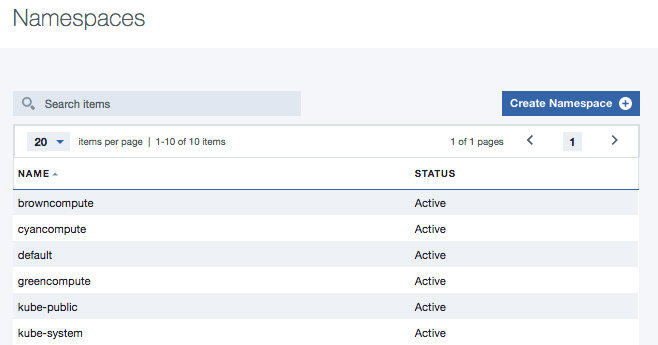 Namespaces
Search items
Create Namespace
20 items per page | 1-10 of 10 items 1 of 1 pages 1
NAME STATUS
browncompute Active
cyancompute Active
default Active
greencompute Active
kube-public Active
kube-system Active